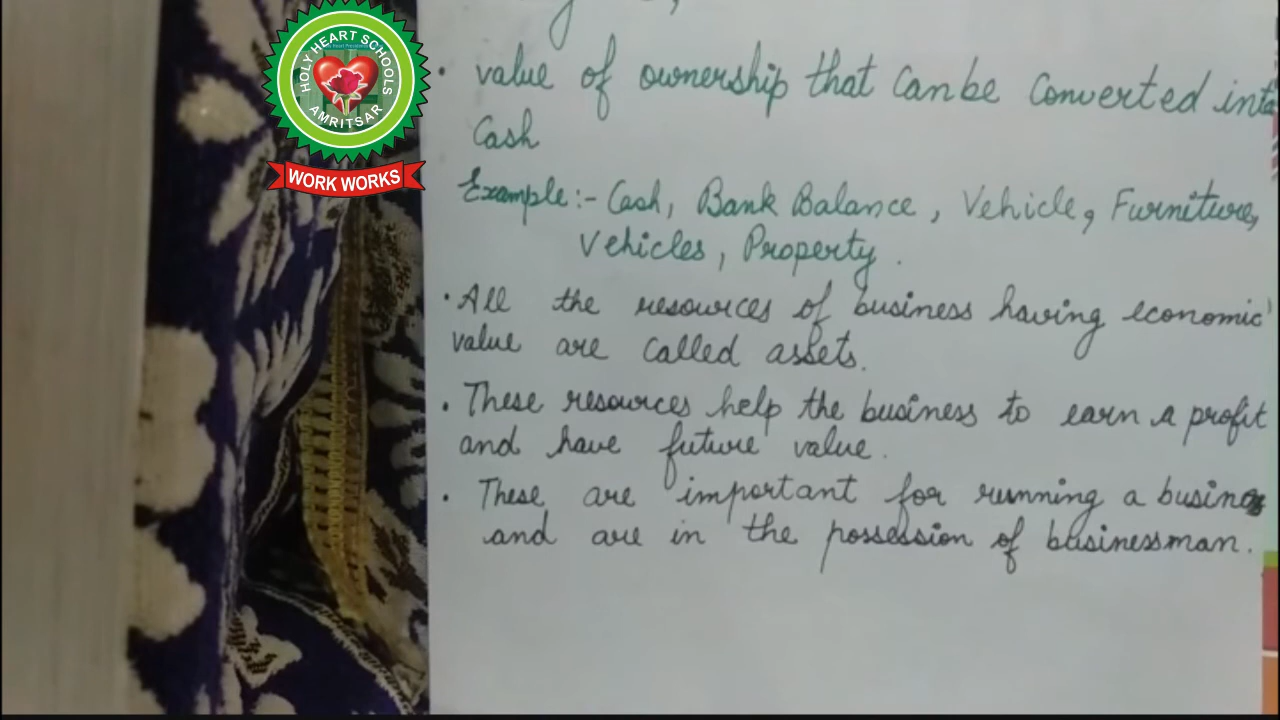 HOLY HEART SCHOOLS
AMRITSAR
WORK WORKS
• value of ownership that can be converted into
Cash
Example:- Cash, Bank Balance, Vehicle, Furniture,
Vehicles, Property.
• All the resources of business having economic
value are called assets.
• These resources help the business to earn a profit
and have future value.
• These are important for running a business
and are in the possession of businessman.